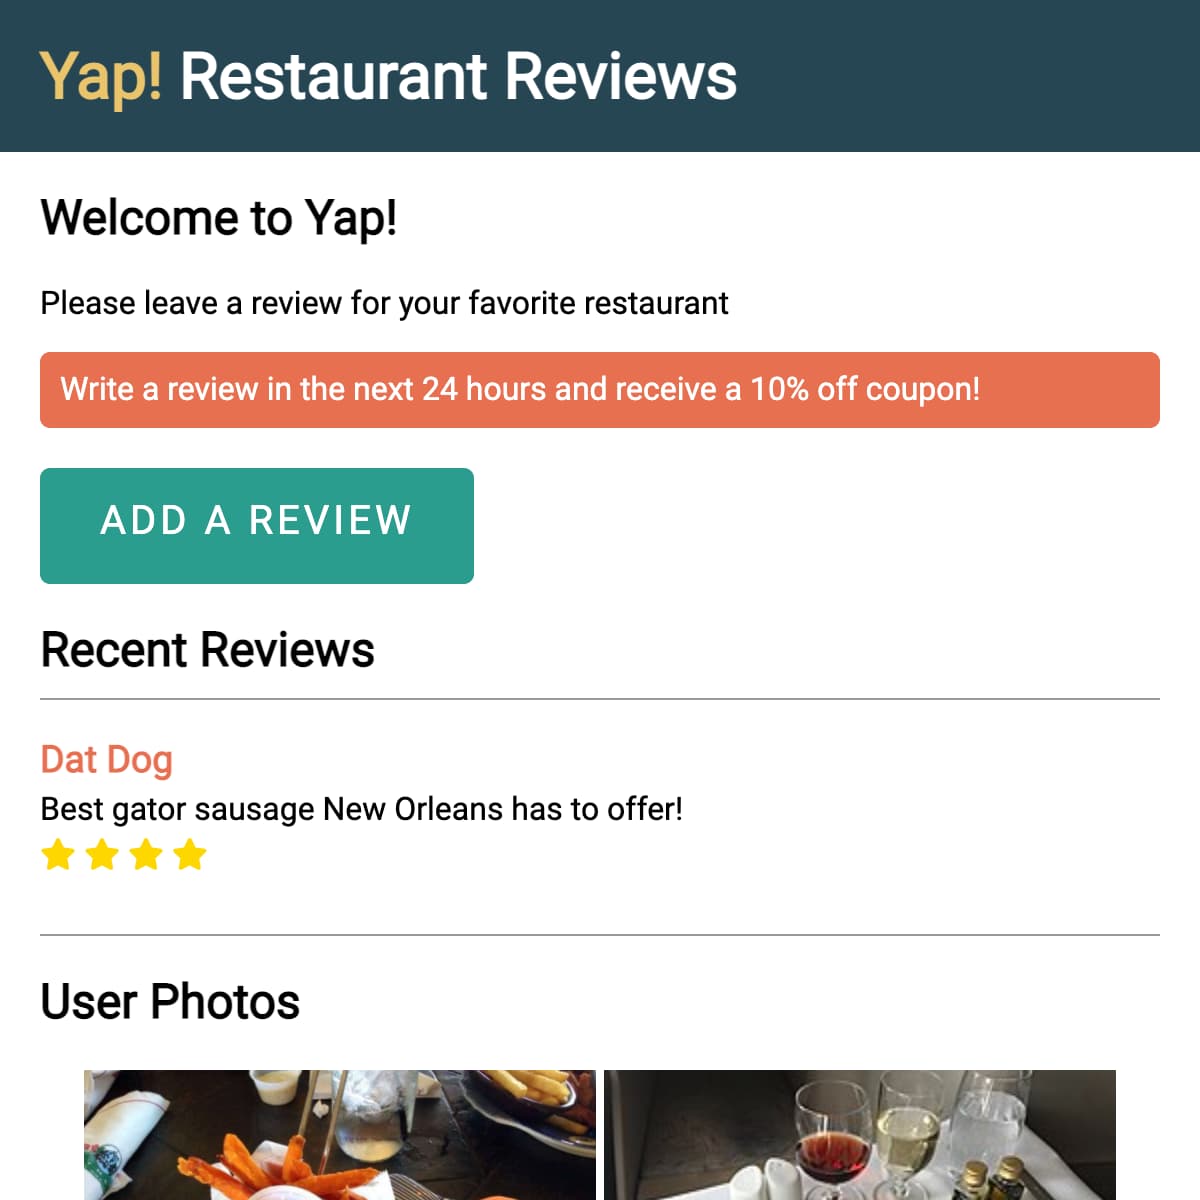 Yap! Restaurant Reviews
Welcome to Yap!
Please leave a review for your favorite restaurant
Write a review in the next 24 hours and receive a 10% off coupon!
ADD A REVIEW
Recent Reviews
Dat Dog
Best gator sausage New Orleans has to offer!
User Photos